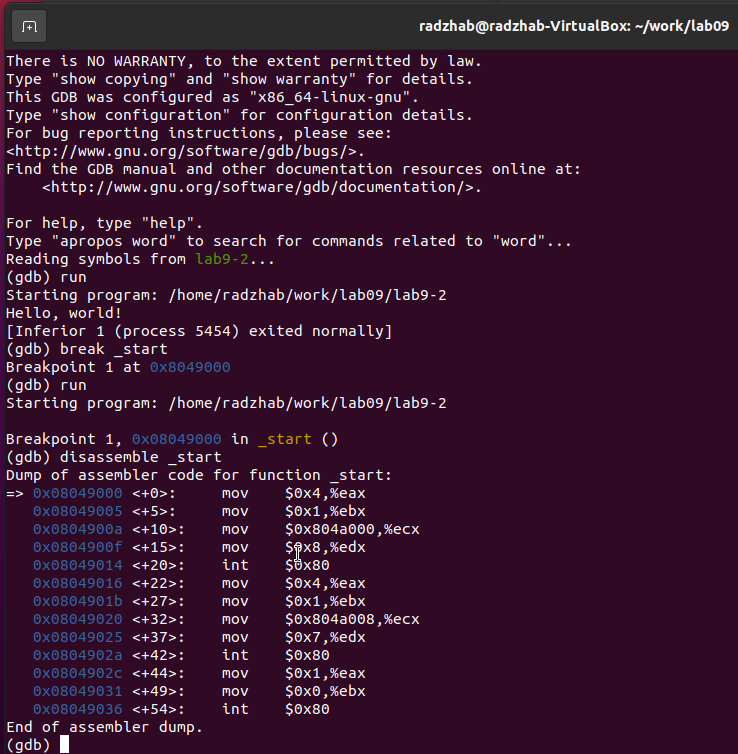 radzhab@radzhab-VirtualBox: ~/work/lab09
There is NO WARRANTY, to the extent permitted by law.
Type "show copying" and "show warranty" for details.
This GDB was configured as "x86_64-linux-gnu".
Type "show configuration" for configuration details.
For bug reporting instructions, please see:
<http://www.gnu.org/software/gdb/bugs/>.
Find the GDB manual and other documentation resources online at:
    <http://www.gnu.org/software/gdb/documentation/>.

For help, type "help".
Type "apropos word" to search for commands related to "word"...
Reading symbols from lab9-2...
(gdb) run
Starting program: /home/radzhab/work/lab09/lab9-2
Hello, world!
[Inferior 1 (process 5454) exited normally]
(gdb) break _start
Breakpoint 1 at 0x8049000
(gdb) run
Starting program: /home/radzhab/work/lab09/lab9-2

Breakpoint 1, 0x08049000 in _start ()
(gdb) disassemble _start
Dump of assembler code for function _start:
=> 0x08049000 <+0>:     mov    $0x4,%eax
   0x08049005 <+5>:     mov    $0x1,%ebx
   0x0804900a <+10>:    mov    $0x804a000,%ecx
   0x0804900f <+15>:    mov    $0x8,%edx
   0x08049014 <+20>:    int    $0x80
   0x08049016 <+22>:    mov    $0x4,%eax
   0x0804901b <+27>:    mov    $0x1,%ebx
   0x08049020 <+32>:    mov    $0x804a008,%ecx
   0x08049025 <+37>:    mov    $0x7,%edx
   0x0804902a <+42>:    int    $0x80
   0x0804902c <+44>:    mov    $0x1,%eax
   0x08049031 <+49>:    mov    $0x0,%ebx
   0x08049036 <+54>:    int    $0x80
End of assembler dump.
(gdb)